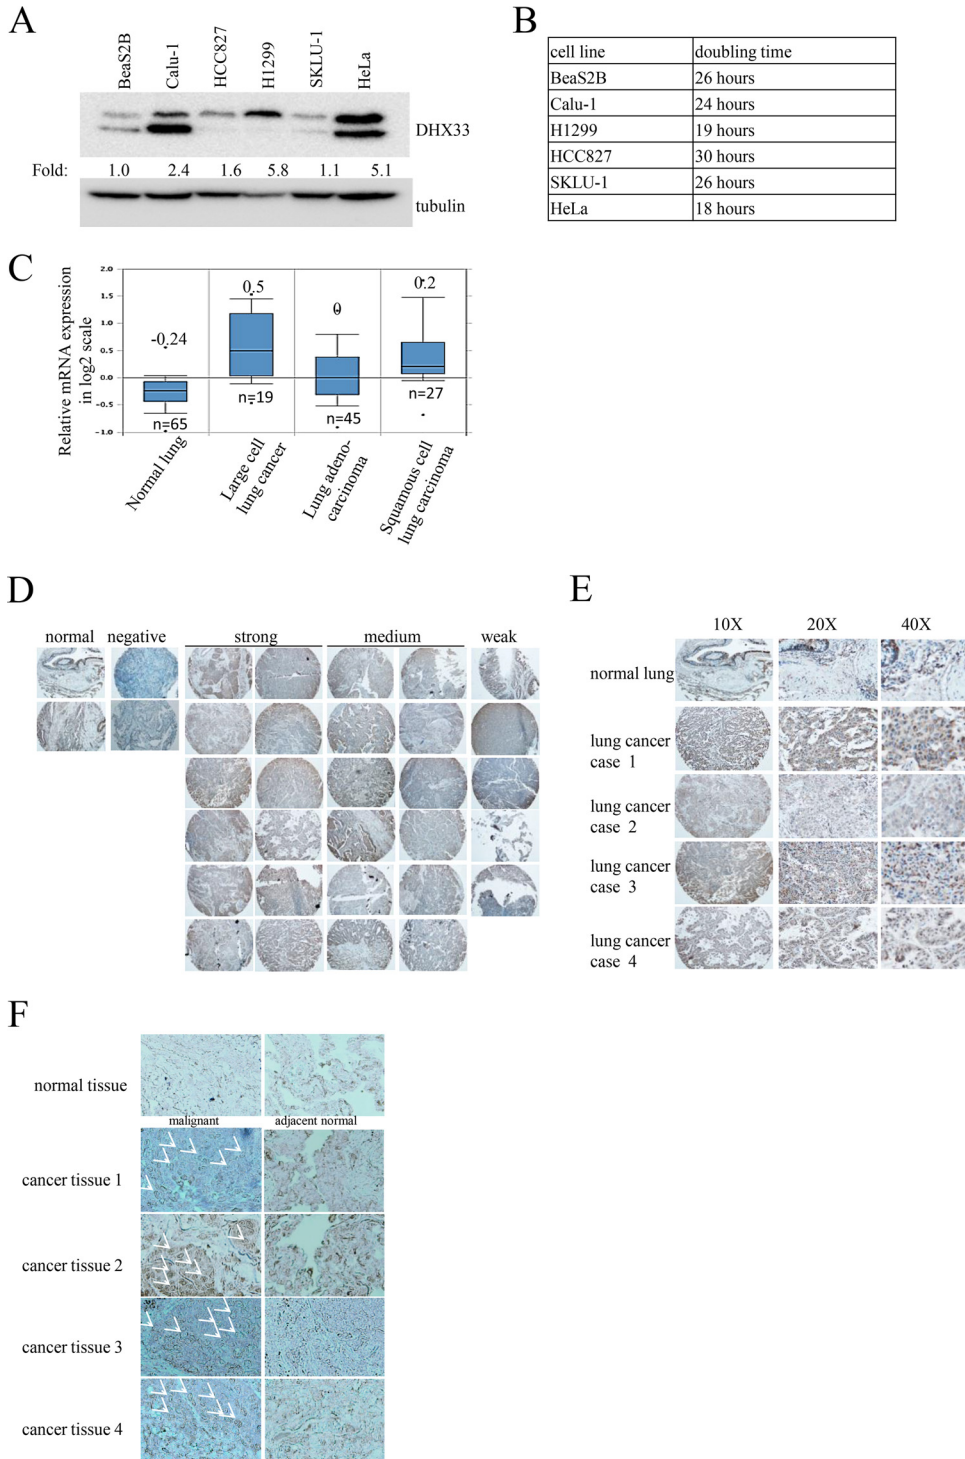 A
BeaS2B Calu-1 HCC827 H1299 SKLU-1 HeLa
DHX33
Fold: 1.0 2.4 1.6 5.8 1.1 5.1
tubulin
B
cell line doubling time
BeaS2B 26 hours
Calu-1 24 hours
H1299 19 hours
HCC827 30 hours
SKLU-1 26 hours
HeLa 18 hours
C
Relative mRNA expression
in log2 scale
2.0
1.5
1.0
0.5
0.0
-0.5
-1.0
-0.24 0.5 0 0.2
n=65 n=19 n=45 n=27
Normal lung
Large cell
lung cancer
Lung adeno-
carcinoma
Squamous cell
lung carcinoma
D
normal negative strong medium weak
E
10X 20X 40X
normal lung
lung cancer
case 1
lung cancer
case 2
lung cancer
case 3
lung cancer
case 4
F
normal tissue
malignant adjacent normal
cancer tissue 1
cancer tissue 2
cancer tissue 3
cancer tissue 4